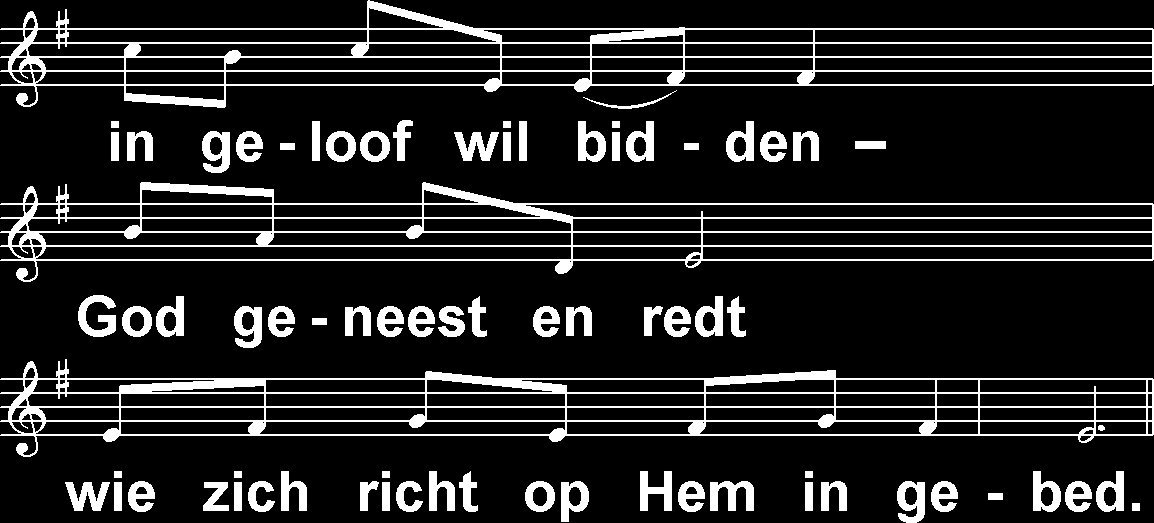 in ge - loof wil bid - den –
God ge - neest en redt
wie zich richt op Hem in ge - bed.